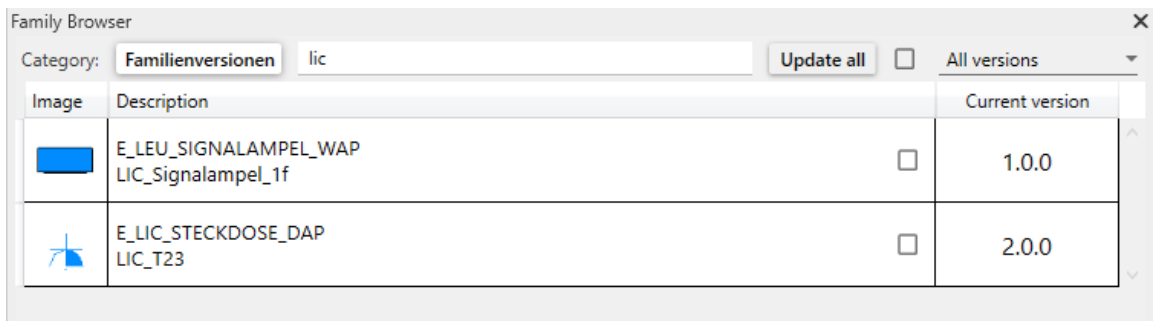 Family Browser
Category: Familienversionen lic Update all All versions
Image Description Current version
E_LEU_SIGNALAMPEL_WAP
LIC_Signalampel_1f
1.0.0
E_LIC_STECKDOSE_DAP
LIC_T23
2.0.0